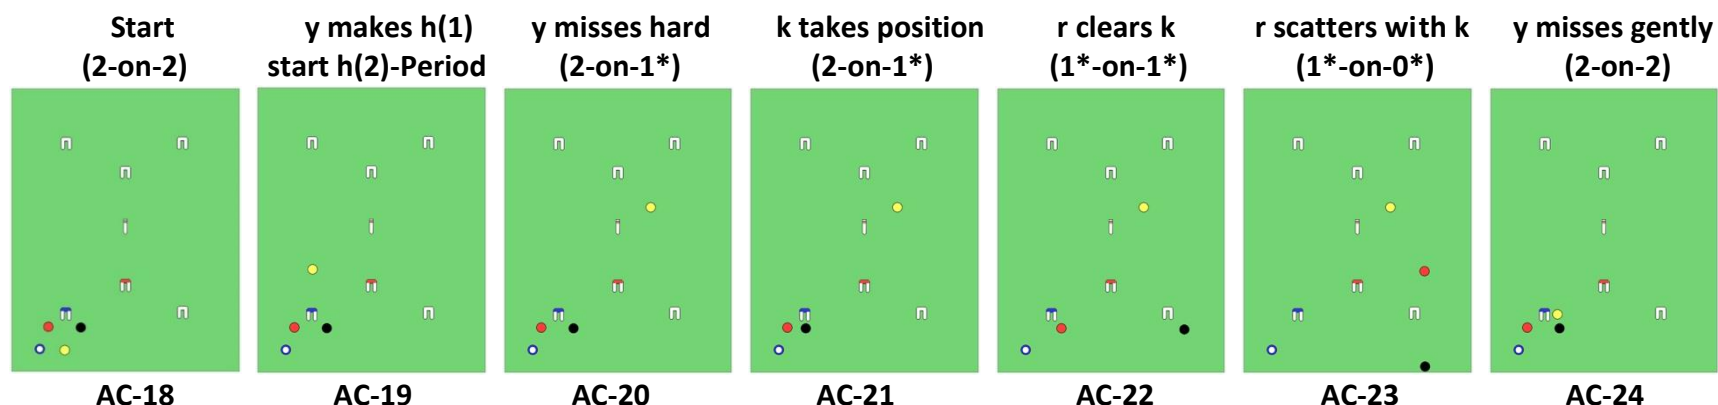 Start
(2-on-2)
y makes h(1)
start h(2)-Period
y misses hard
(2-on-1*)
k takes position
(2-on-1*)
r clears k
(1*-on-1*)
r scatters with k
(1*-on-0*)
y misses gently
(2-on-2)
AC-18
AC-19
AC-20
AC-21
AC-22
AC-23
AC-24